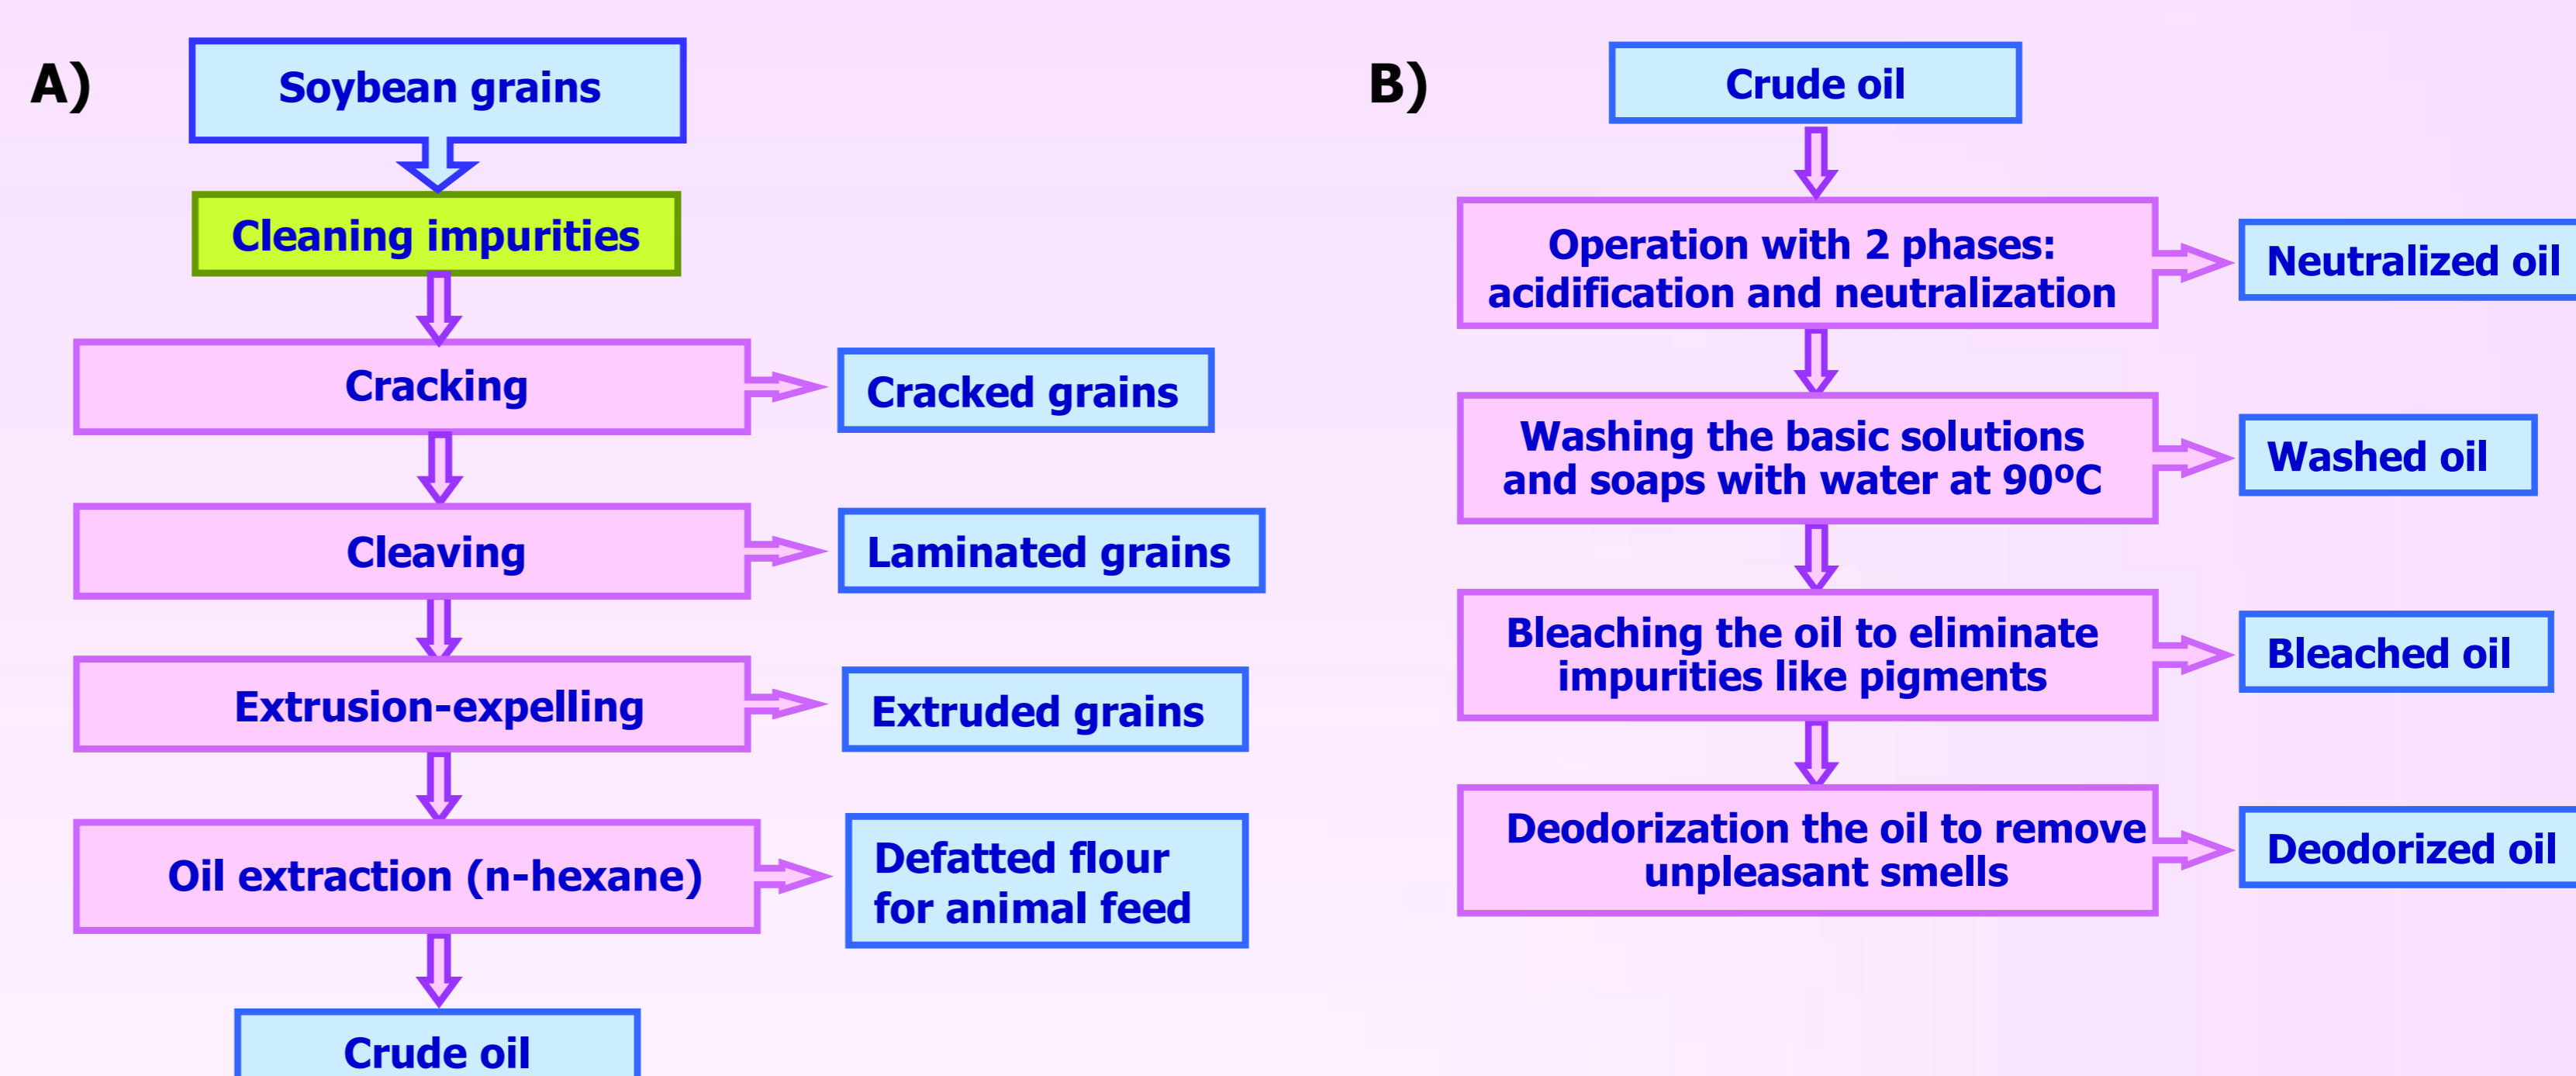 A)
Soybean grains
Cleaning impurities
Cracking
Cracked grains
Cleaving
Laminated grains
Extrusion-expelling
Extruded grains
Oil extraction (n-hexane)
Defatted flour
for animal feed
Crude oil
B)
Crude oil
Operation with 2 phases:
acidification and neutralization
Neutralized oil
Washing the basic solutions
and soaps with water at 90ºC
Washed oil
Bleaching the oil to eliminate
impurities like pigments
Bleached oil
Deodorization the oil to remove
unpleasant smells
Deodorized oil